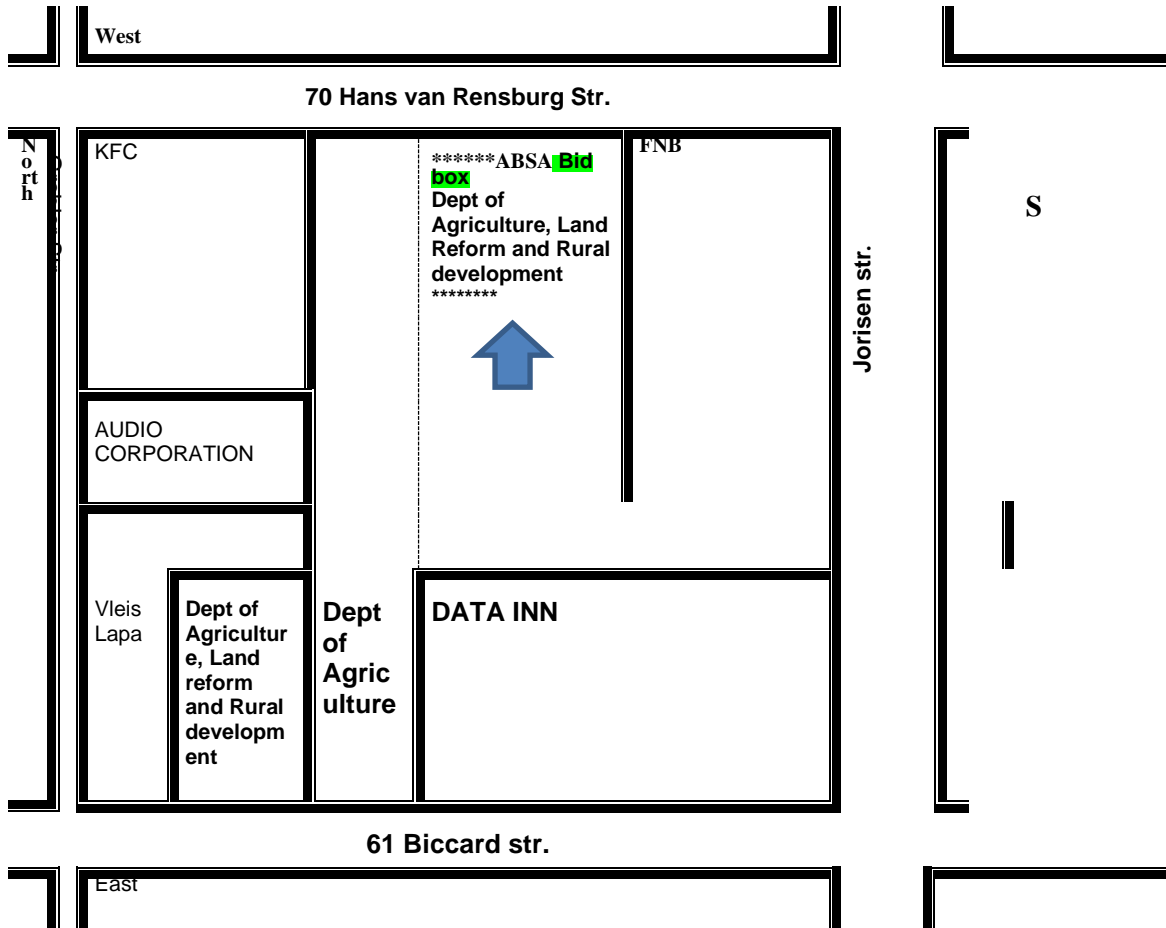 West
70 Hans van Rensburg Str.
N
o
rt
h
KFC
******ABSA Bid
box
Dept of
Agriculture, Land
Reform and Rural
development
********
FNB
S
Jorisen str.
AUDIO
CORPORATION
Vleis
Lapa
Dept of
Agricultur
e, Land
reform
and Rural
developm
ent
Dept
of
Agric
ulture
DATA INN
61 Biccard str.
East